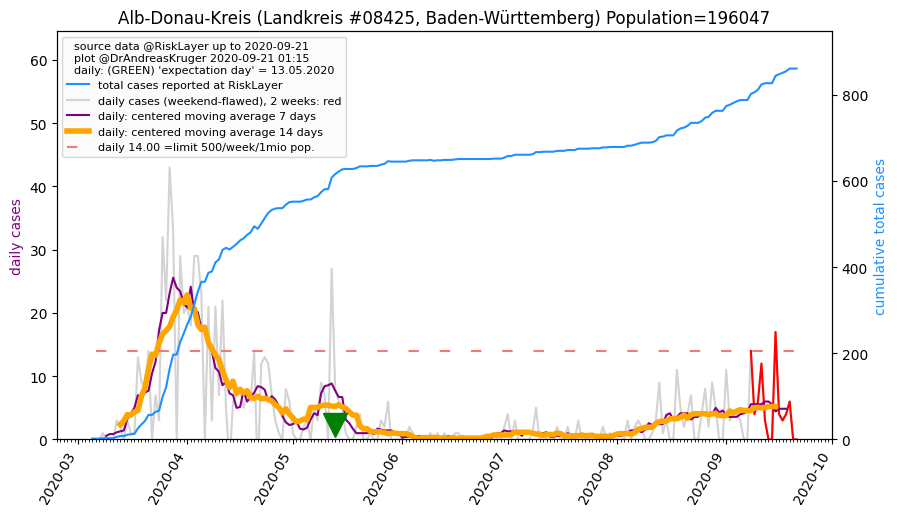 Alb-Donau-Kreis (Landkreis #08425, Baden-Württemberg) Population=196047
source data @RiskLayer up to 2020-09-21
plot @DrAndreasKruger 2020-09-21 01:15
daily: (GREEN) 'expectation day' = 13.05.2020
total cases reported at RiskLayer
daily cases (weekend-flawed), 2 weeks: red
daily: centered moving average 7 days
daily: centered moving average 14 days
daily 14.00 =limit 500/week/1mio pop.
daily cases
60
50
40
30
20
10
0
cumulative total cases
800
600
400
200
0
2020-03
2020-04
2020-05
2020-06
2020-07
2020-08
2020-09
2020-10